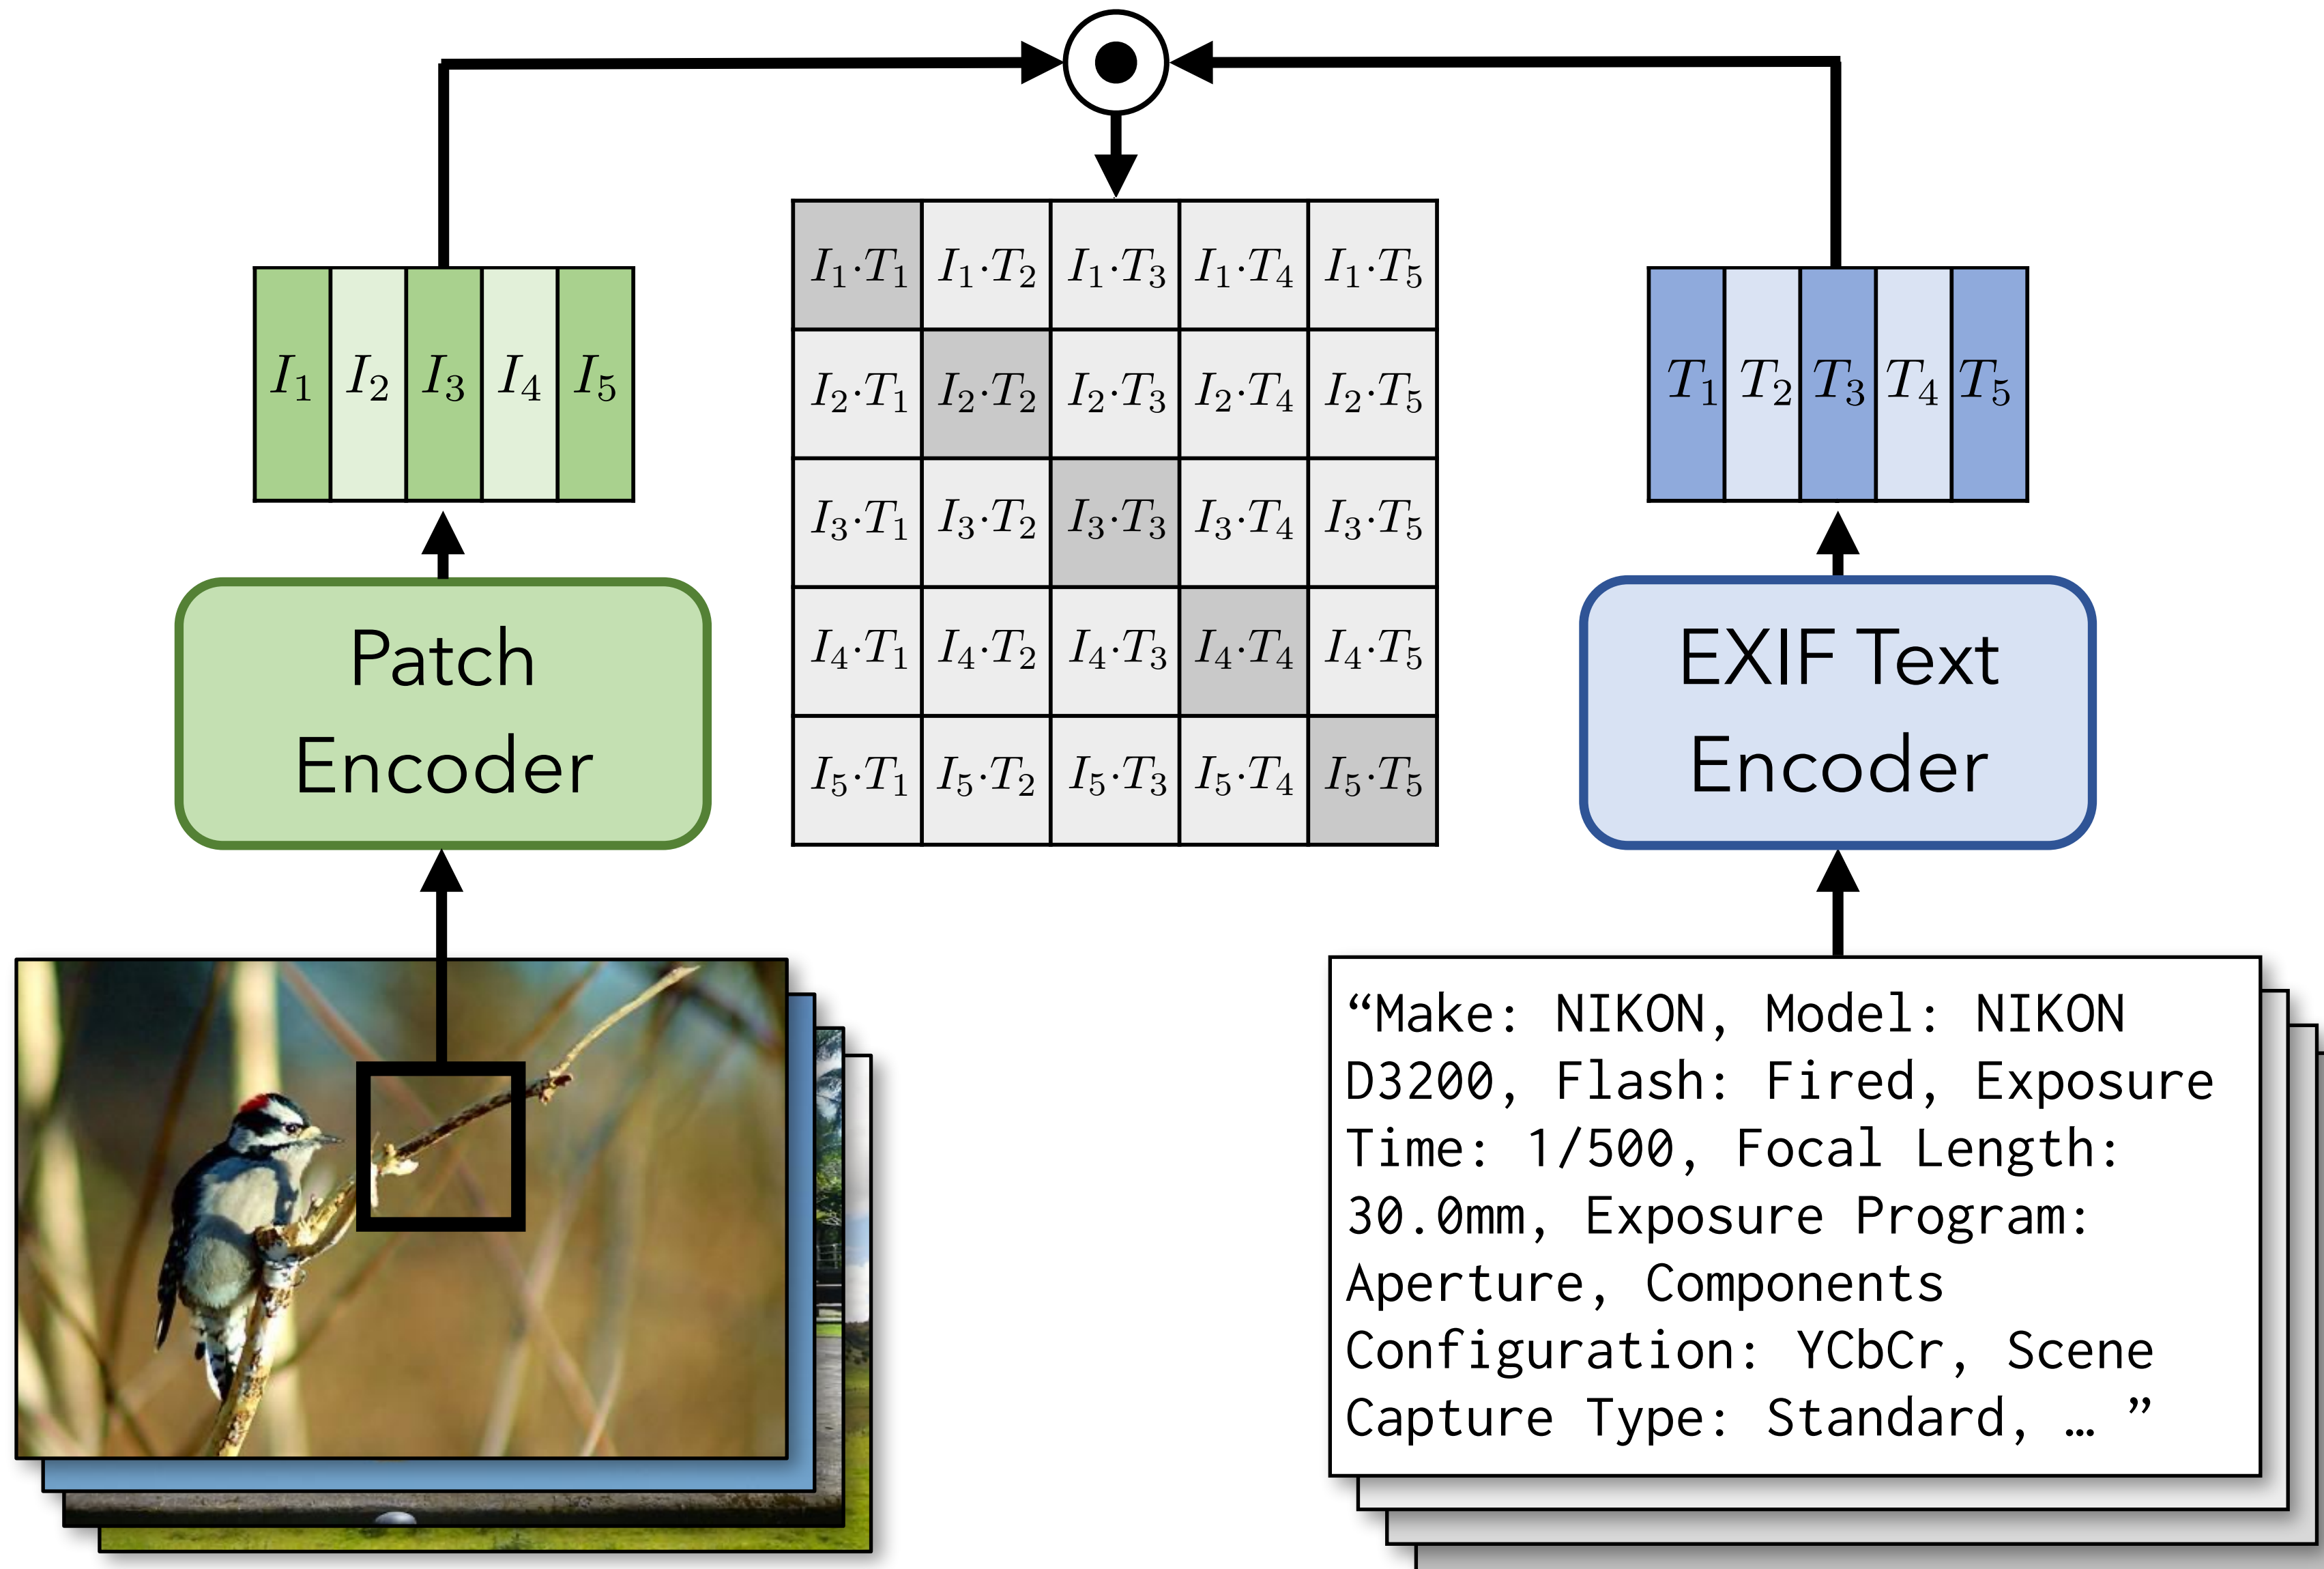 I₁ I₂ I₃ I₄ I₅
I₁·T₁ I₁·T₂ I₁·T₃ I₁·T₄ I₁·T₅
I₂·T₁ I₂·T₂ I₂·T₃ I₂·T₄ I₂·T₅
I₃·T₁ I₃·T₂ I₃·T₃ I₃·T₄ I₃·T₅
I₄·T₁ I₄·T₂ I₄·T₃ I₄·T₄ I₄·T₅
I₅·T₁ I₅·T₂ I₅·T₃ I₅·T₄ I₅·T₅
T₁ T₂ T₃ T₄ T₅
Patch
Encoder
EXIF Text
Encoder
“Make: NIKON, Model: NIKON
D3200, Flash: Fired, Exposure
Time: 1/500, Focal Length:
30.0mm, Exposure Program:
Aperture, Components
Configuration: YCbCr, Scene
Capture Type: Standard, … ”